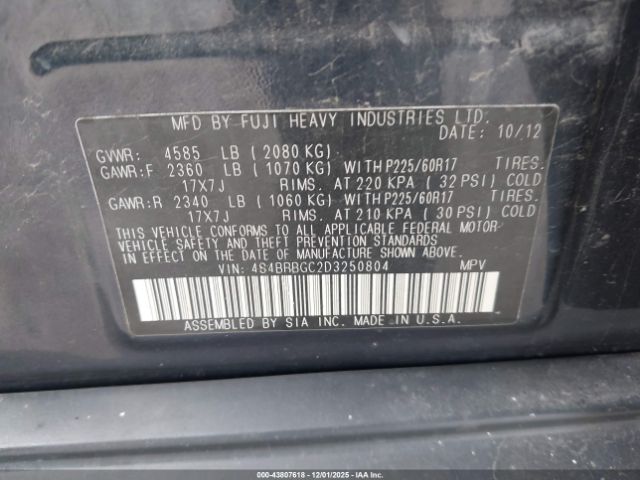 MFD BY FUJI HEAVY INDUSTRIES LTD.
DATE: 10/12
GVWR: 4585 LB (2080 KG)
GAWR:F 2360 LB (1070 KG) WITH P225/60R17 TIRES.
17X7J RIMS. AT 220 KPA (32 PSI) COLD
GAWR:R 2340 LB (1060 KG) WITH P225/60R17 TIRES.
17X7J RIMS. AT 210 KPA (30 PSI) COLD
THIS VEHICLE CONFORMS TO ALL APPLICABLE FEDERAL MOTOR
VEHICLE SAFETY AND THEFT PREVENTION STANDARDS IN
EFFECT ON THE DATE OF MANUFACTURE SHOWN ABOVE.
VIN: 4S4BRBGC2D3250804 MPV
ASSEMBLED BY SIA INC. MADE IN U.S.A.
000-43807618 - 12/01/2025 - IAAI.COM